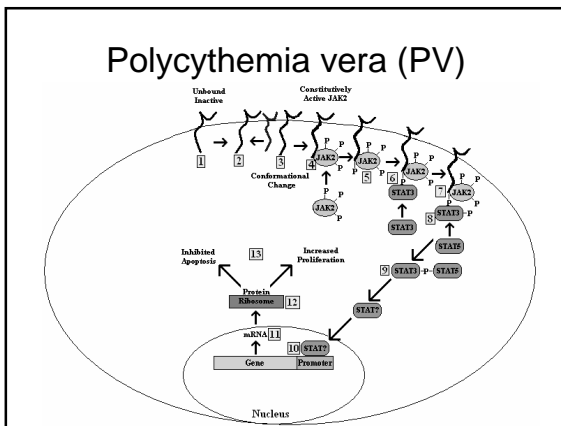 Polycythemia vera (PV)
Unbound
Inactive
Constitutively
Active JAK2
1
2
3
4
5
6
7
Conformational
Change
JAK2
P
P
P
JAK2
P
P
P
JAK2
P
P
P
JAK2
P
P
P
JAK2
P
P
P
STAT3
STAT3
8
STAT3
P
STAT5
9
STAT3
P
STAT5
STAT?
13
Inhibited
Apoptosis
Increased
Proliferation
Protein
Ribosome
12
mRNA
11
10
STAT?
Gene
Promoter
Nucleus